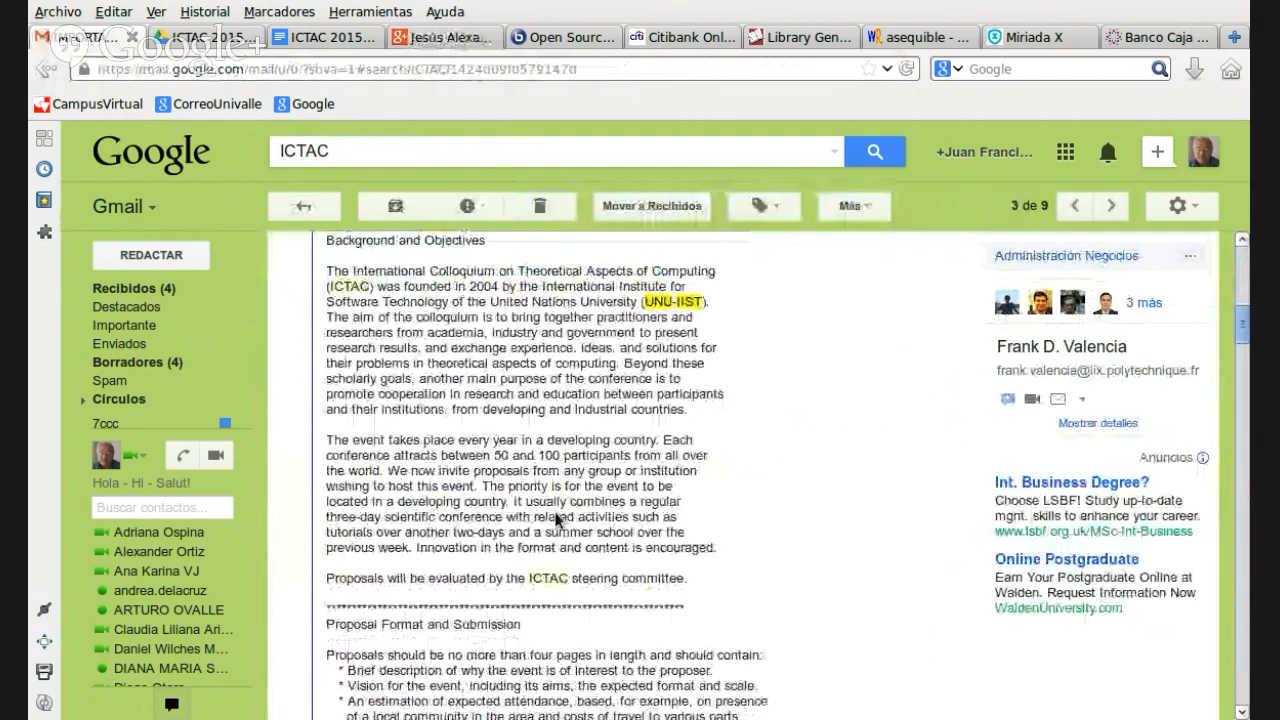 Archivo Editar Ver Historial Marcadores Herramientas Ayuda
Google+
ICTAC 2015... ICTAC 2015... Jesús Alexa... Open Sourc... Citibank Onl... Library Gen... asequible - ... Miriada X Banco Caja ...
Google
CampusVirtual CorreoUnivalle Google
Google ICTAC +Juan Franci...
Gmail Mover a Recibidos Más 3 de 9
REDACTAR
Recibidos (4)
Destacados
Importante
Enviados
Borradores (4)
Spam
Círculos
7ccc
Hola - Hi - Salut!
Buscar contactos...
Adriana Ospina
Alexander Ortiz
Ana Karina VJ
andrea.delacruz
ARTURO OVALLE
Claudia Liliana Ari...
Daniel Wilches M...
DIANA MARIA S...
Background and Objectives
The International Colloquium on Theoretical Aspects of Computing
(ICTAC) was founded in 2004 by the International Institute for
Software Technology of the United Nations University (UNU-IIST).
The aim of the colloquium is to bring together practitioners and
researchers from academia, industry and government to present
research results, and exchange experience, ideas, and solutions for
their problems in theoretical aspects of computing. Beyond these
scholarly goals, another main purpose of the conference is to
promote cooperation in research and education between participants
and their institutions, from developing and industrial countries.
The event takes place every year in a developing country. Each
conference attracts between 50 and 100 participants from all over
the world. We now invite proposals from any group or institution
wishing to host this event. The priority is for the event to be
located in a developing country, it usually combines a regular
three-day scientific conference with related activities such as
tutorials over another two-days and a summer school over the
previous week. Innovation in the format and content is encouraged.
Proposals will be evaluated by the ICTAC steering committee.
Proposal Format and Submission
Proposals should be no more than four pages in length and should contain:
* Brief description of why the event is of interest to the proposer.
* Vision for the event, including its aims, the expected format and scale.
* An estimation of expected attendance, based, for example, on presence
of a local community in the area and costs of travel to various parts
Administración Negocios ...
3 más
Frank D. Valencia
frank.valencia@lix.polytechnique.fr
Mostrar detalles
Anuncios
Int. Business Degree?
Choose LSBF! Study up-to-date
mgnt. skills to enhance your career.
www.lsbf.org.uk/MSc-Int-Business
Online Postgraduate
Earn Your Postgraduate Online at
Walden. Request Information Now
WaldenUniversity.com